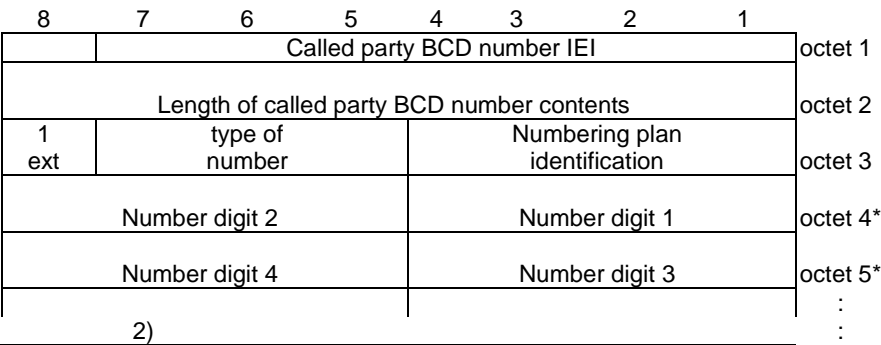 8 7 6 5 4 3 2 1
Called party BCD number IEI octet 1
Length of called party BCD number contents octet 2
1 type of Numbering plan
ext number identification octet 3
Number digit 2 Number digit 1 octet 4*
Number digit 4 Number digit 3 octet 5*
:
2) :